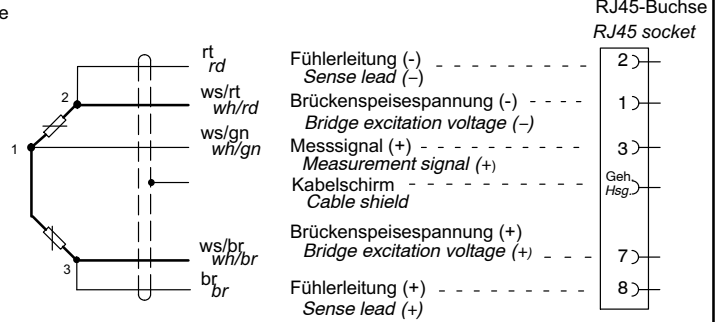 e
RJ45-Buchse
RJ45 socket
rt
rd
Fühlerleitung (-)
Sense lead (–)
2
2
ws/rt
wh/rd
Brückenspeisespannung (-)
Bridge excitation voltage (–)
1
1
ws/gn
wh/gn
Messsignal (+)
Measurement signal (+)
3
Kabelschirm
Cable shield
Geh.
Hsg.
ws/br
wh/br
Brückenspeisespannung (+)
Bridge excitation voltage (+)
7
3
br
br
Fühlerleitung (+)
Sense lead (+)
8